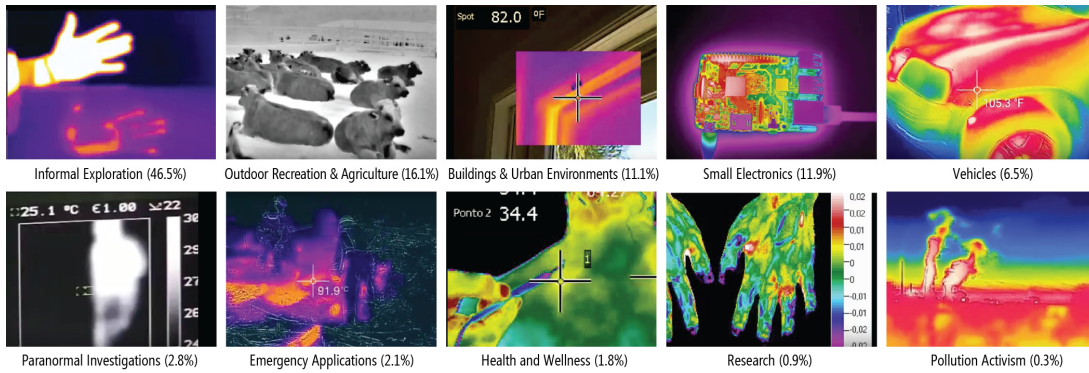 Spot 82.0 °F
105.3 °F
Informal Exploration (46.5%)
Outdoor Recreation & Agriculture (16.1%)
Buildings & Urban Environments (11.1%)
Small Electronics (11.9%)
Vehicles (6.5%)
25.1 °C €1.00 22
30
29
28
27
26
Ponto 2 34.4
1
91.9 °C
0,02
0,02
0,01
0,01
0
0
-0,01
-0,01
-0,02
Paranormal Investigations (2.8%)
Emergency Applications (2.1%)
Health and Wellness (1.8%)
Research (0.9%)
Pollution Activism (0.3%)